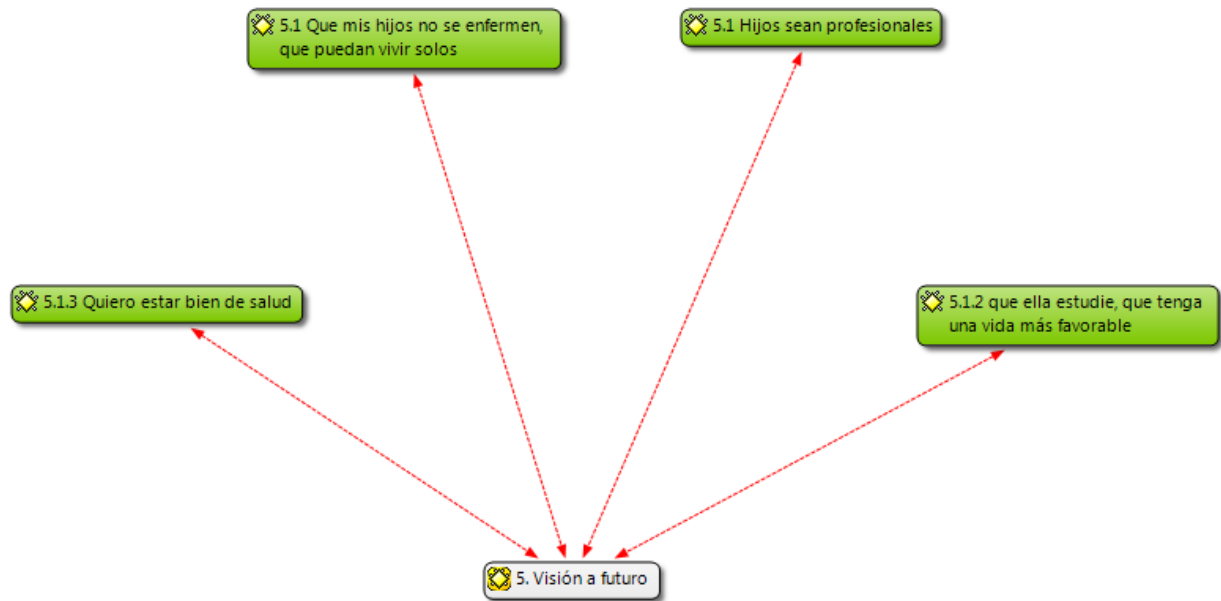 5.1 Que mis hijos no se enfermen,
que puedan vivir solos
5.1 Hijos sean profesionales
5.1.3 Quiero estar bien de salud
5.1.2 que ella estudie, que tenga
una vida más favorable
5. Visión a futuro